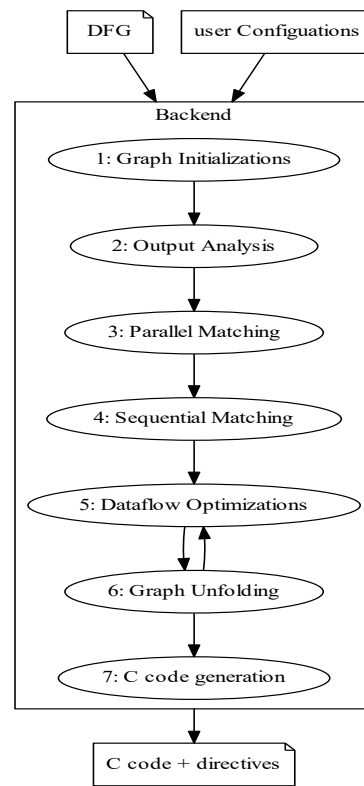 DFG
user Configuations
Backend
1: Graph Initializations
2: Output Analysis
3: Parallel Matching
4: Sequential Matching
5: Dataflow Optimizations
6: Graph Unfolding
7: C code generation
C code + directives